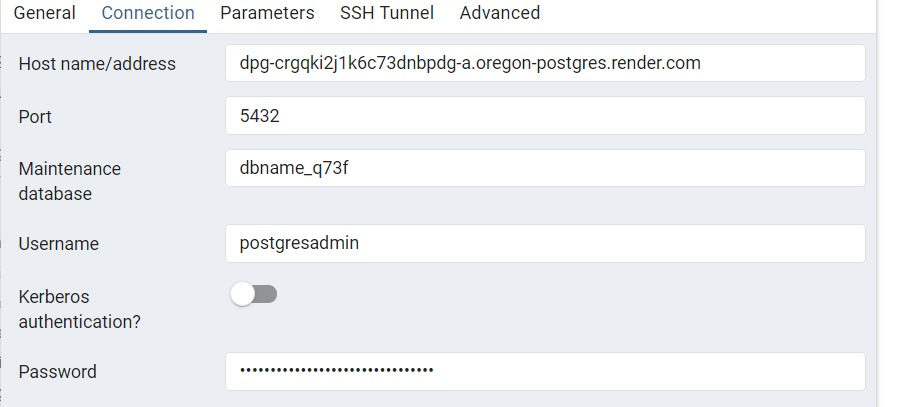 General Connection Parameters SSH Tunnel Advanced
Host name/address dpg-crgqki2j1k6c73dnbpdg-a.oregon-postgres.render.com
Port 5432
Maintenance
database dbname_q73f
Username postgresadmin
Kerberos
authentication?
Password ••••••••••••••••••••••••••••••••